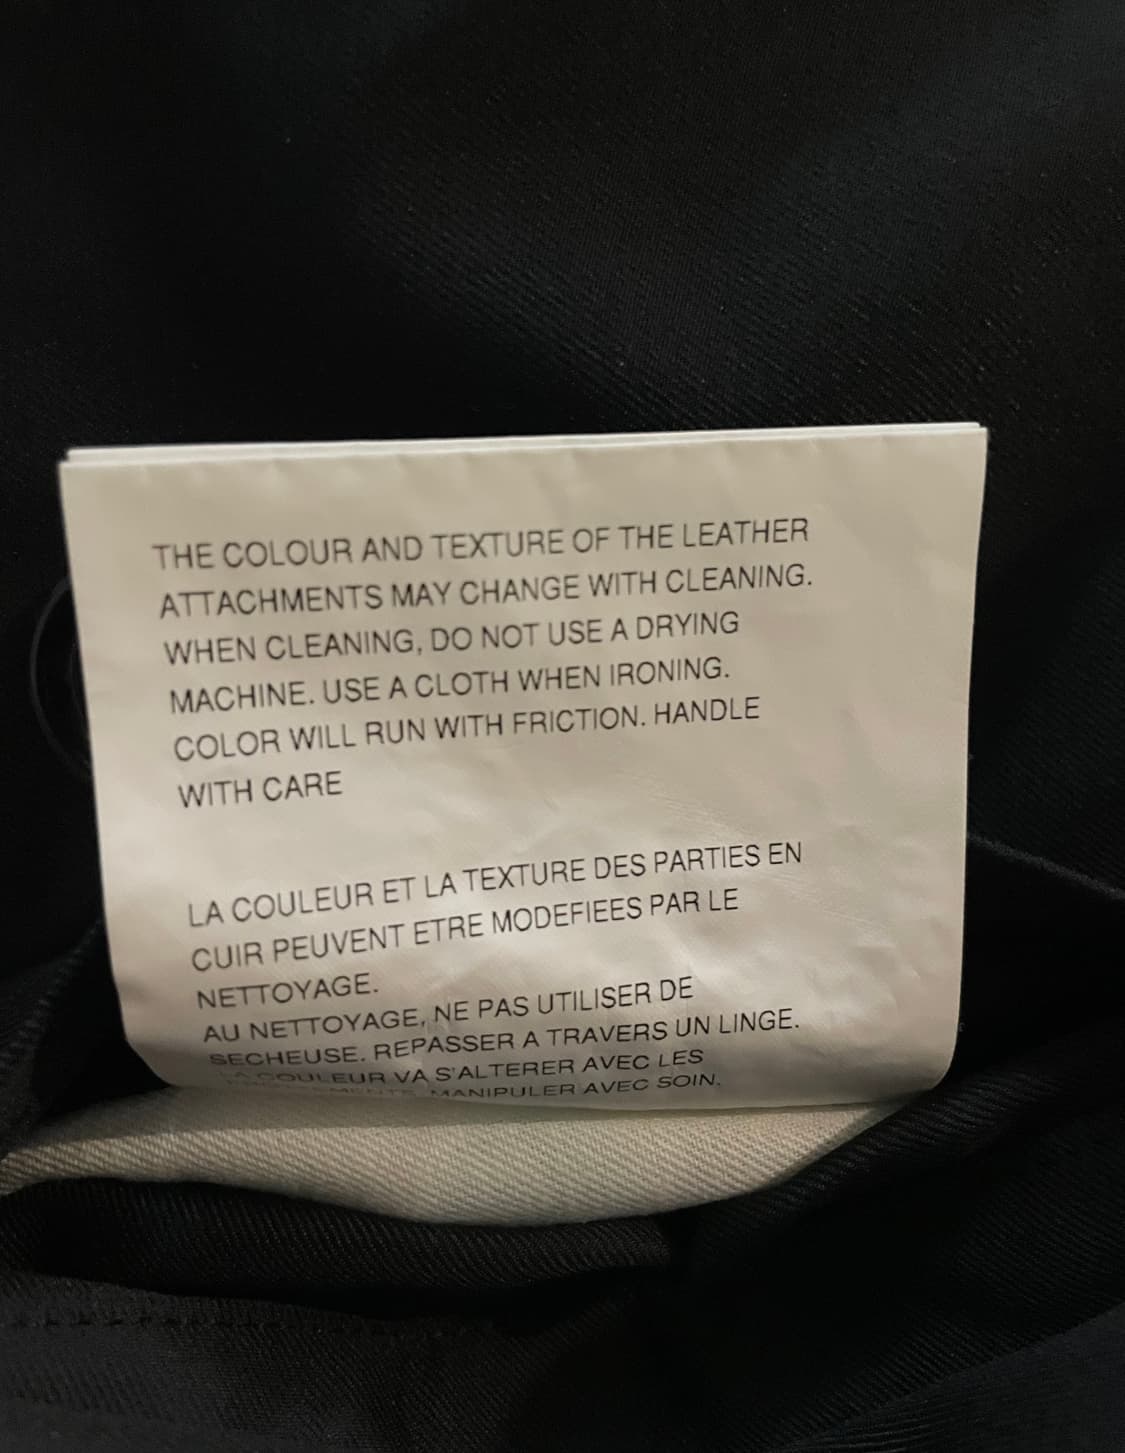 THE COLOUR AND TEXTURE OF THE LEATHER
ATTACHMENTS MAY CHANGE WITH CLEANING.
WHEN CLEANING, DO NOT USE A DRYING
MACHINE. USE A CLOTH WHEN IRONING.
COLOR WILL RUN WITH FRICTION. HANDLE
WITH CARE
LA COULEUR ET LA TEXTURE DES PARTIES EN
CUIR PEUVENT ETRE MODEFIEES PAR LE
NETTOYAGE.
AU NETTOYAGE, NE PAS UTILISER DE
SECHEUSE. REPASSER A TRAVERS UN LINGE.
LA COULEUR VA S'ALTERER AVEC LES
MANIPULER AVEC SOIN.